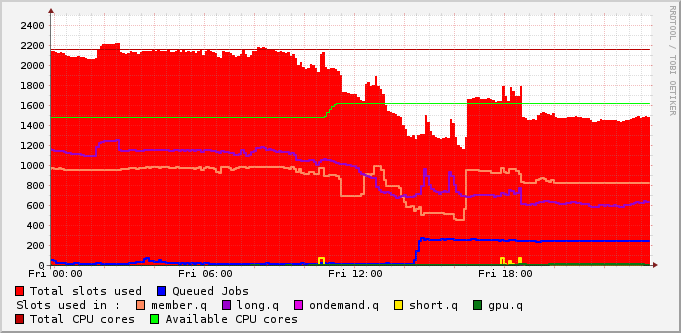 RRDTOOL / TOBI OETIKER
2400
2200
2000
1800
1600
1400
1200
1000
800
600
400
200
0
Fri 00:00 Fri 06:00 Fri 12:00 Fri 18:00
Total slots used Queued Jobs
Slots used in : member.q long.q ondemand.q short.q gpu.q
Total CPU cores Available CPU cores